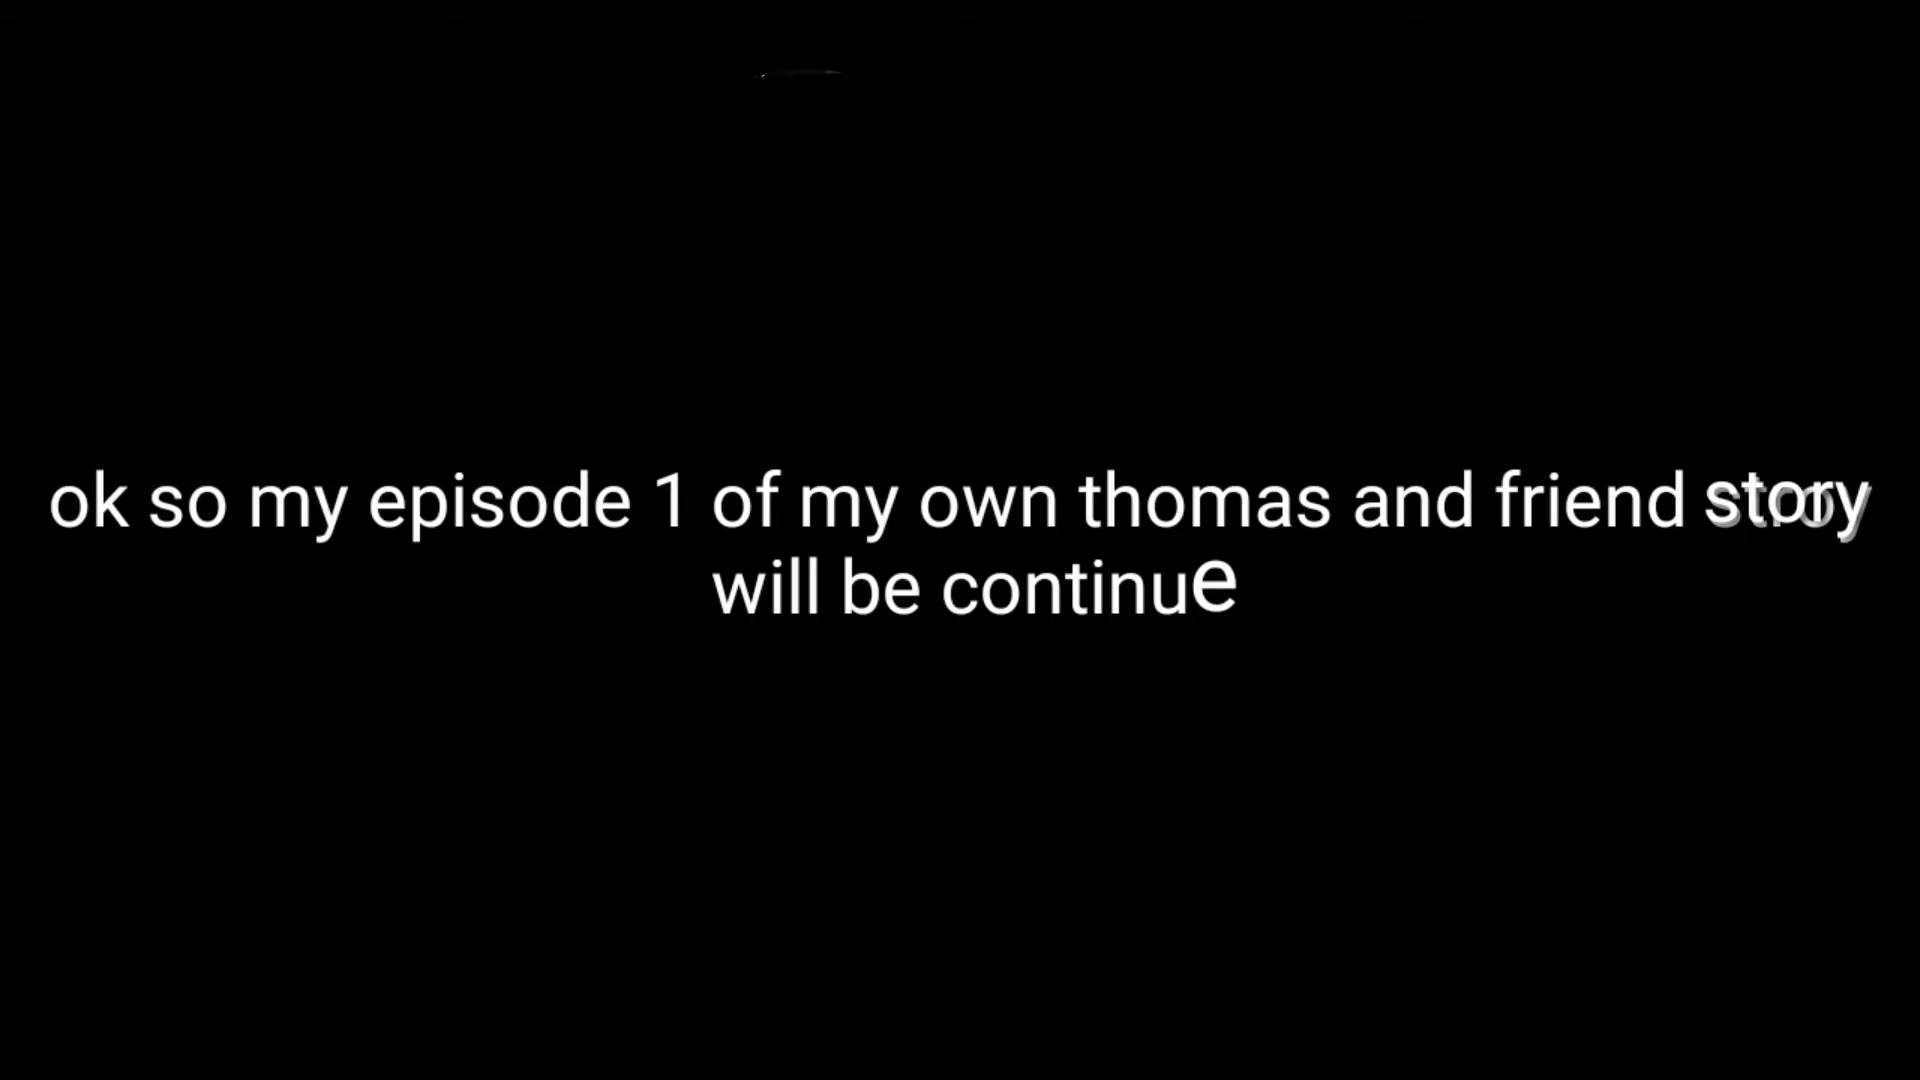 ok so my episode 1 of my own thomas and friend story
will be continue